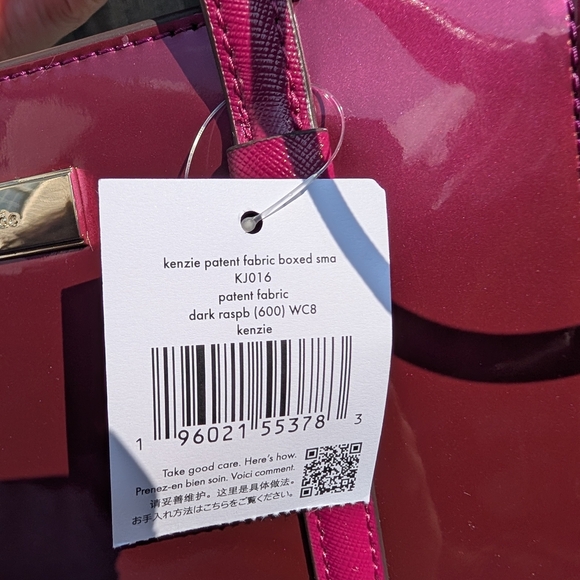 kenzie patent fabric boxed sma
KJ016
patent fabric
dark raspb (600) WC8
kenzie
1 96021 55378 3
Take good care. Here's how.
Prenez-en bien soin. Voici comment.
请妥善维护。这里是具体做法。
お手入れ方法はこちらをご覧ください。